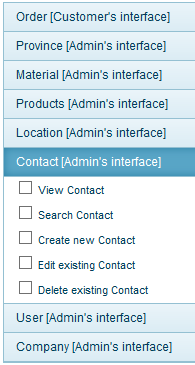 Order [Customer's interface]
Province [Admin's interface]
Material [Admin's interface]
Products [Admin's interface]
Location [Admin's interface]
Contact [Admin's interface]
View Contact
Search Contact
Create new Contact
Edit existing Contact
Delete existing Contact
User [Admin's interface]
Company [Admin's interface]